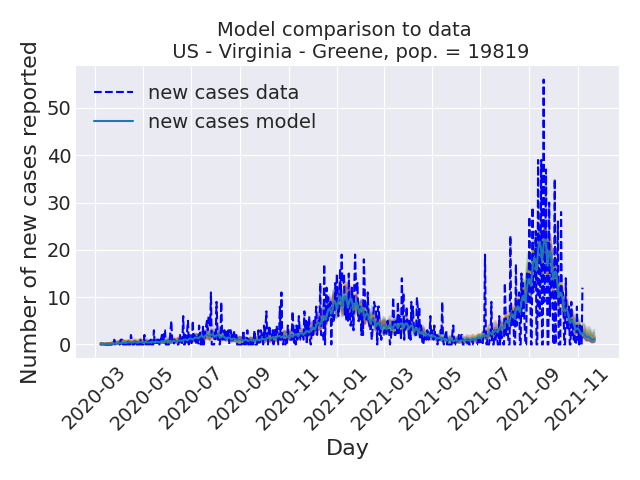 Model comparison to data
US - Virginia - Greene, pop. = 19819
new cases data
new cases model
Number of new cases reported
50
40
30
20
10
0
2020-03
2020-05
2020-07
2020-09
2020-11
2021-01
2021-03
2021-05
2021-07
2021-09
2021-11
Day